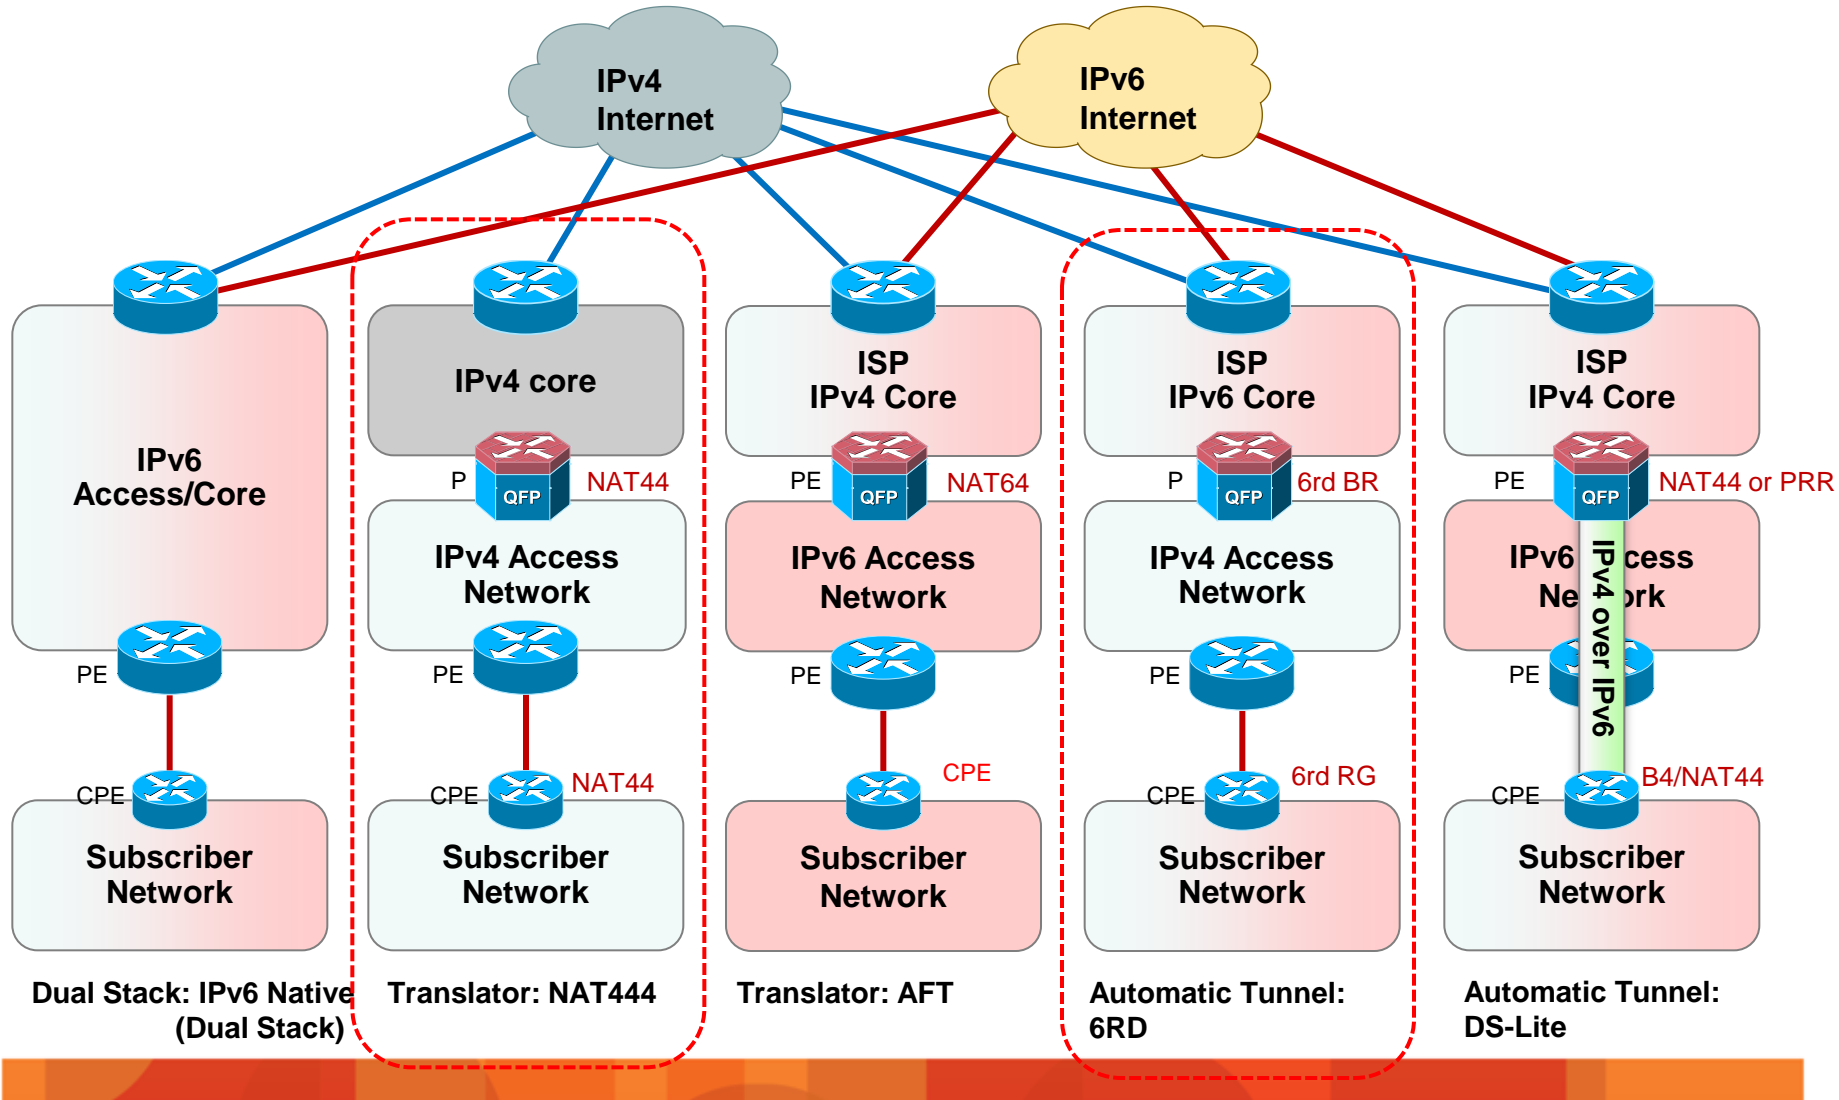 IPv4
Internet
IPv6
Internet
IPv6
Access/Core
PE
CPE
Subscriber
Network
Dual Stack: IPv6 Native
(Dual Stack)
IPv4 core
P
QFP
NAT44
IPv4 Access
Network
PE
CPE
NAT44
Subscriber
Network
Translator: NAT444
ISP
IPv4 Core
PE
QFP
NAT64
IPv6 Access
Network
PE
CPE
Subscriber
Network
Translator: AFT
ISP
IPv6 Core
P
QFP
6rd BR
IPv4 Access
Network
PE
CPE
6rd RG
Subscriber
Network
Automatic Tunnel:
6RD
ISP
IPv4 Core
PE
QFP
NAT44 or PRR
IPv6
IPv4 over IPv6
PE
CPE
B4/NAT44
Subscriber
Network
Automatic Tunnel:
DS-Lite